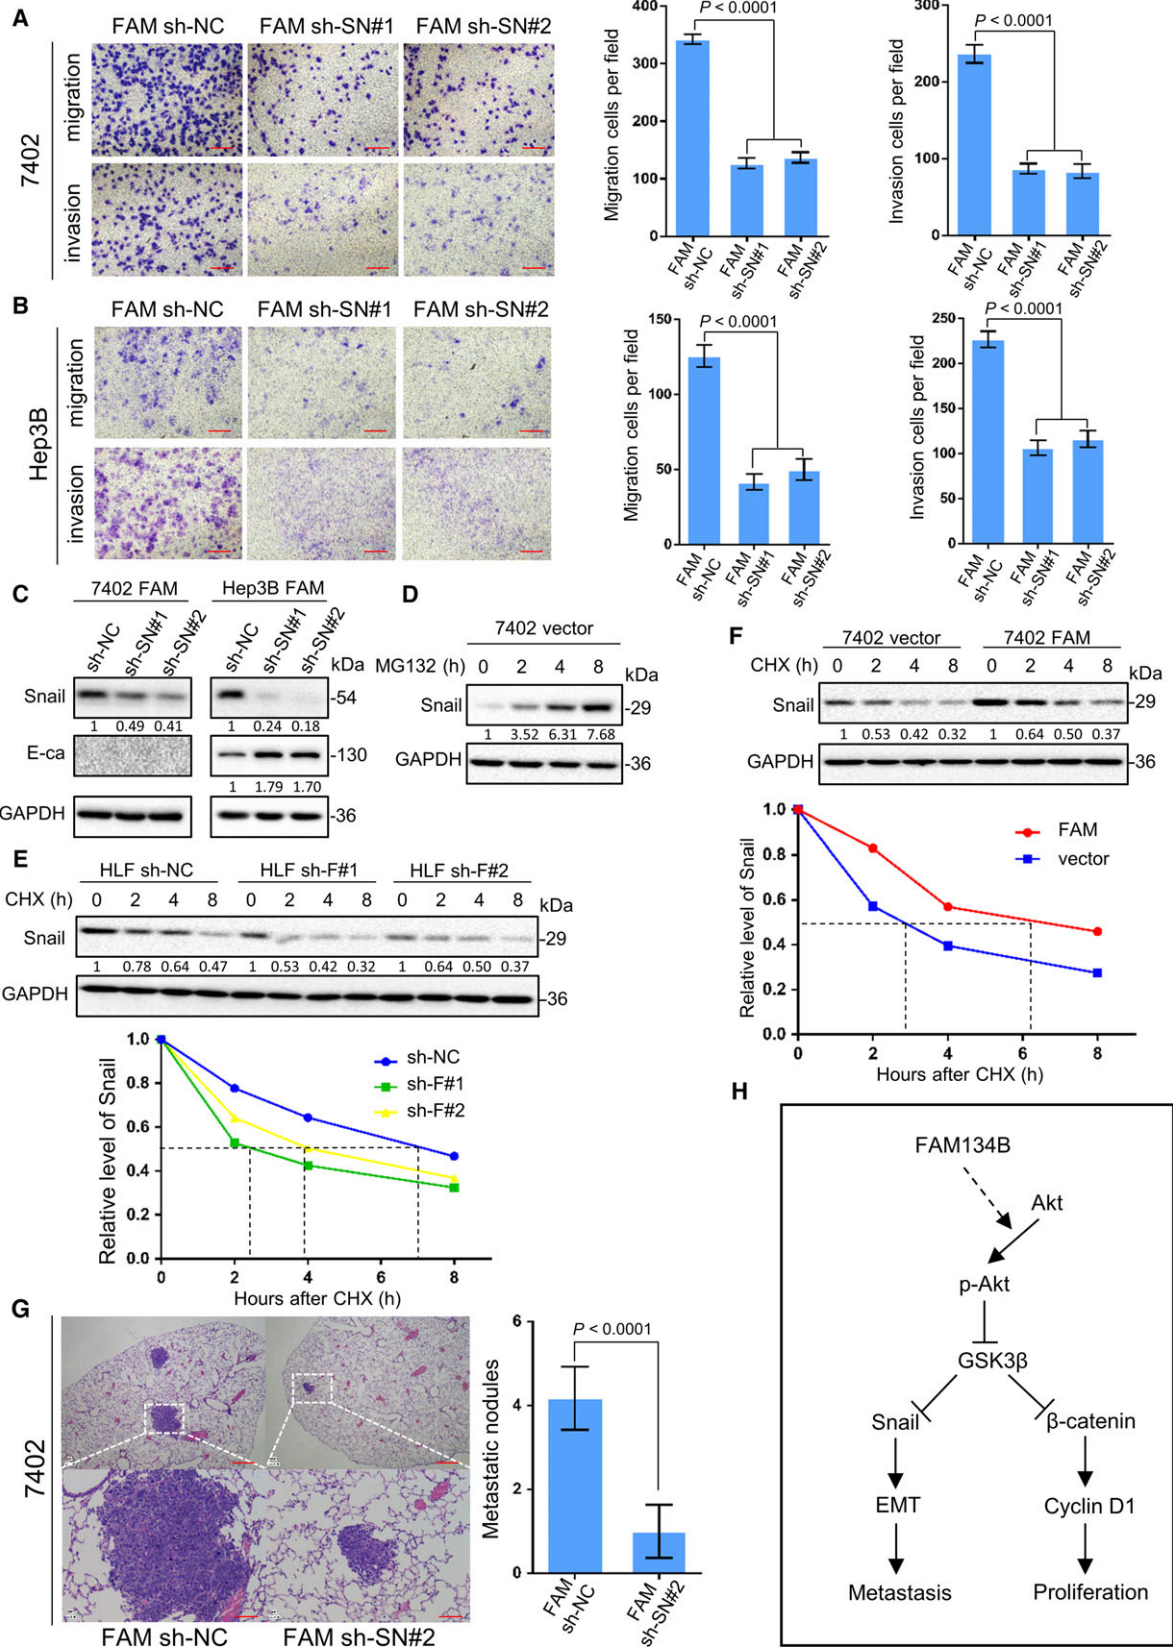 A
FAM sh-NC FAM sh-SN#1 FAM sh-SN#2
7402
migration
invasion
400
300
200
100
0
Migration cells per field
P < 0.0001
FAM sh-NC
FAM sh-SN#1
FAM sh-SN#2
300
200
100
0
Invasion cells per field
P < 0.0001
FAM sh-NC
FAM sh-SN#1
FAM sh-SN#2
B
FAM sh-NC FAM sh-SN#1 FAM sh-SN#2
Hep3B
migration
invasion
150
100
50
0
Migration cells per field
P < 0.0001
FAM sh-NC
FAM sh-SN#1
FAM sh-SN#2
250
200
150
100
50
0
Invasion cells per field
P < 0.0001
FAM sh-NC
FAM sh-SN#1
FAM sh-SN#2
C
7402 FAM Hep3B FAM
sh-NC sh-SN#1 sh-SN#2 sh-NC sh-SN#1 sh-SN#2 kDa
Snail -54
1 0.49 0.41 1 0.24 0.18
E-ca -130
1 1.79 1.70
GAPDH -36
D
7402 vector
MG132 (h) 0 2 4 8 kDa
Snail -29
1 3.52 6.31 7.68
GAPDH -36
E
HLF sh-NC HLF sh-F#1 HLF sh-F#2
CHX (h) 0 2 4 8 0 2 4 8 0 2 4 8 kDa
Snail -29
1 0.78 0.64 0.47 1 0.53 0.42 0.32 1 0.64 0.50 0.37
GAPDH -36
Relative level of Snail
1.0
0.8
0.6
0.4
0.2
0.0
sh-NC
sh-F#1
sh-F#2
0 2 4 6 8
Hours after CHX (h)
F
7402 vector 7402 FAM
CHX (h) 0 2 4 8 0 2 4 8 kDa
Snail -29
1 0.53 0.42 0.32 1 0.64 0.50 0.37
GAPDH -36
Relative level of Snail
1.0
0.8
0.6
0.4
0.2
0.0
FAM
vector
0 2 4 6 8
Hours after CHX (h)
G
7402
FAM sh-NC FAM sh-SN#2
Metastatic nodules
6
4
2
0
P < 0.0001
FAM sh-NC
FAM sh-SN#2
H
FAM134B
Akt
p-Akt
GSK3β
Snail β-catenin
EMT Cyclin D1
Metastasis Proliferation